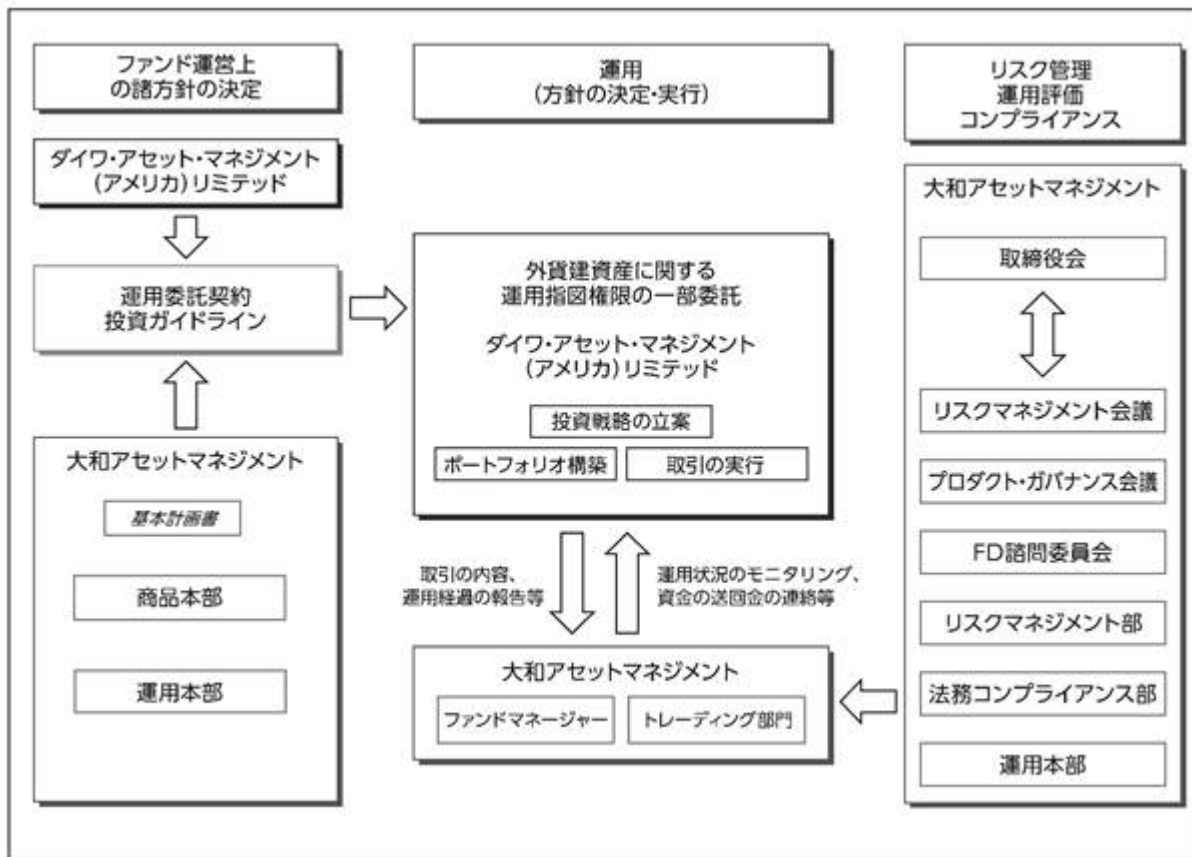 ファンド運営上
の諸方針の決定
ダイワ・アセット・マネジメント
(アメリカ)リミテッド
運用委託契約
投資ガイドライン
大和アセットマネジメント
基本計画書
商品本部
運用本部
運用
(方針の決定・実行)
外貨建資産に関する
運用指図権限の一部委託
ダイワ・アセット・マネジメント
(アメリカ)リミテッド
投資戦略の立案
ポートフォリオ構築
取引の実行
取引の内容、
運用経過の報告等
運用状況のモニタリング、
資金の送回金の連絡等
大和アセットマネジメント
ファンドマネージャー
トレーディング部門
リスク管理
運用評価
コンプライアンス
大和アセットマネジメント
取締役会
リスクマネジメント会議
プロダクト・ガバナンス会議
FD諮問委員会
リスクマネジメント部
法務コンプライアンス部
運用本部